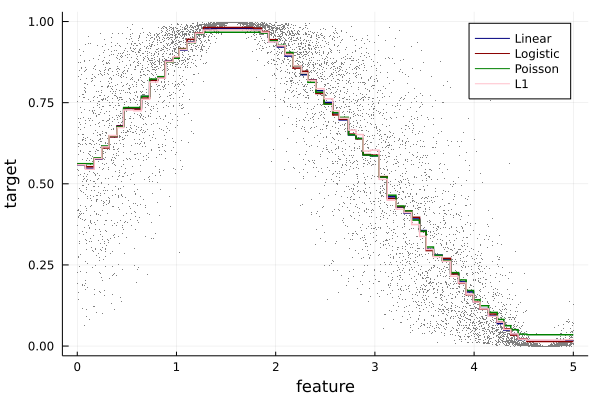 1.00
0.75
0.50
0.25
0.00
target
Linear
Logistic
Poisson
L1
0 1 2 3 4 5
feature